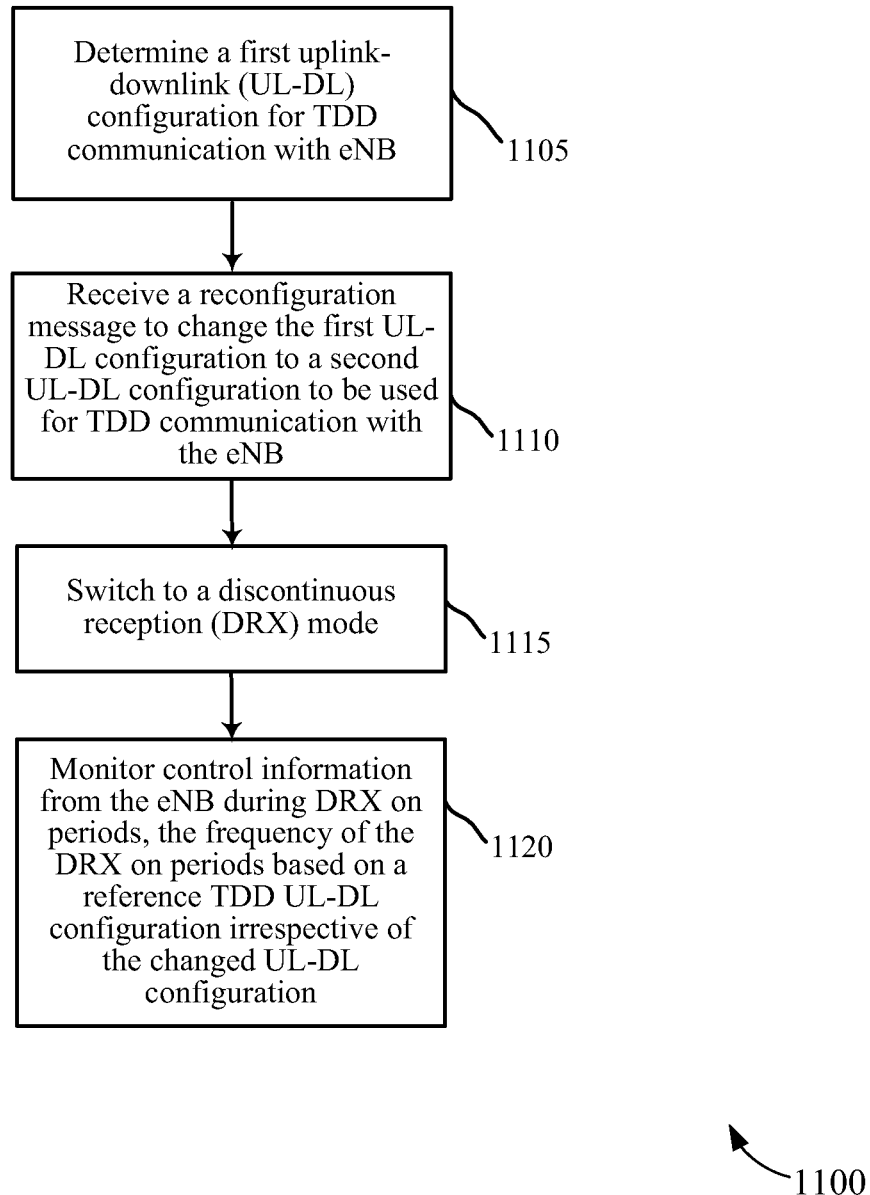 Determine a first uplink-
downlink (UL-DL)
configuration for TDD
communication with eNB
1105
Receive a reconfiguration
message to change the first UL-
DL configuration to a second
UL-DL configuration to be used
for TDD communication with
the eNB
1110
Switch to a discontinuous
reception (DRX) mode
1115
Monitor control information
from the eNB during DRX on
periods, the frequency of the
DRX on periods based on a
reference TDD UL-DL
configuration irrespective of
the changed UL-DL
configuration
1120
1100